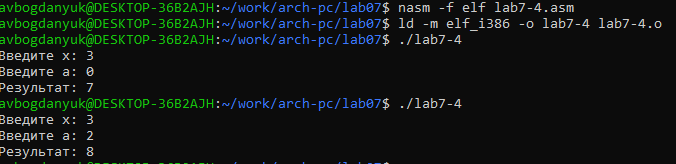 avbogdanyuk@DESKTOP-36B2AJH:~/work/arch-pc/lab07$ nasm -f elf lab7-4.asm
avbogdanyuk@DESKTOP-36B2AJH:~/work/arch-pc/lab07$ ld -m elf_i386 -o lab7-4 lab7-4.o
avbogdanyuk@DESKTOP-36B2AJH:~/work/arch-pc/lab07$ ./lab7-4
Введите x: 3
Введите a: 0
Результат: 7
avbogdanyuk@DESKTOP-36B2AJH:~/work/arch-pc/lab07$ ./lab7-4
Введите x: 3
Введите a: 2
Результат: 8